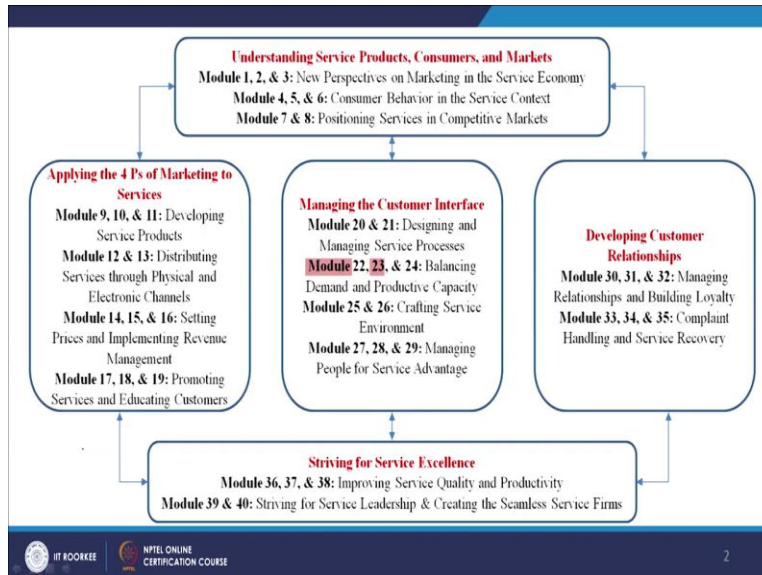 Understanding Service Products, Consumers, and Markets
Module 1, 2, & 3: New Perspectives on Marketing in the Service Economy
Module 4, 5, & 6: Consumer Behavior in the Service Context
Module 7 & 8: Positioning Services in Competitive Markets
Applying the 4 Ps of Marketing to
Services
Module 9, 10, & 11: Developing
Service Products
Module 12 & 13: Distributing
Services through Physical and
Electronic Channels
Module 14, 15, & 16: Setting
Prices and Implementing Revenue
Management
Module 17, 18, & 19: Promoting
Services and Educating Customers
Managing the Customer Interface
Module 20 & 21: Designing and
Managing Service Processes
Module 22, 23, & 24: Balancing
Demand and Productive Capacity
Module 25 & 26: Crafting Service
Environment
Module 27, 28, & 29: Managing
People for Service Advantage
Developing Customer
Relationships
Module 30, 31, & 32: Managing
Relationships and Building Loyalty
Module 33, 34, & 35: Complaint
Handling and Service Recovery
Striving for Service Excellence
Module 36, 37, & 38: Improving Service Quality and Productivity
Module 39 & 40: Striving for Service Leadership & Creating the Seamless Service Firms
IIT ROORKEE
NPTEL ONLINE
CERTIFICATION COURSE
2